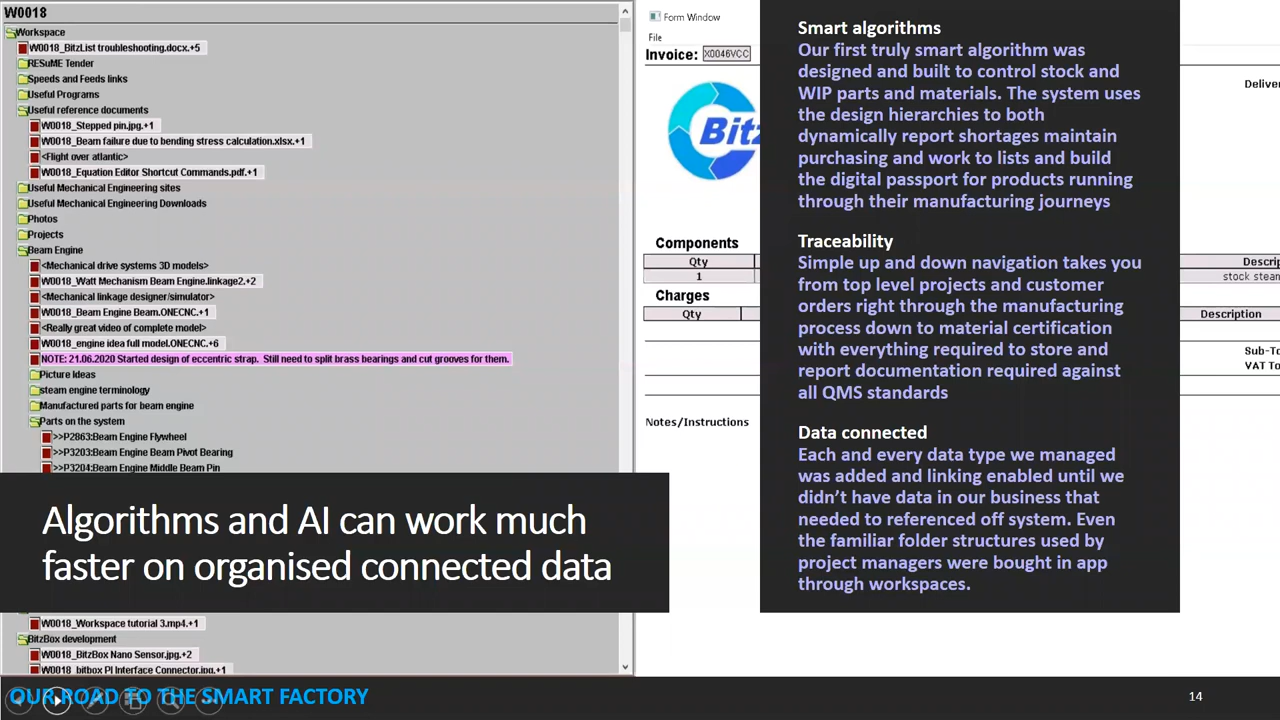 W0018
Workspace
W0018_BitzList troubleshooting.docx.+5
RESuME Tender
Speeds and Feeds links
Useful Programs
Useful reference documents
W0018_Stepped pin.jpg.+1
W0018_Beam failure due to bending stress calculation.xlsx.+1
<Flight over atlantic>
W0018_Equation Editor Shortcut Commands.pdf.+1
Useful Mechanical Engineering sites
Useful Mechanical Engineering Downloads
Photos
Projects
Beam Engine
<Mechanical drive systems 3D models>
W0018_Watt Mechanism Beam Engine.linkage2.+2
<Mechanical linkage designer/simulator>
W0018_Beam Engine Beam.ONECNC.+1
<Really great video of complete model>
W0018_engine idea full model.ONECNC.+6
NOTE: 21.06.2020 Started design of eccentric strap. Still need to split brass bearings and cut grooves for them.
Picture Ideas
steam engine terminology
Manufactured parts for beam engine
Parts on the system
>>P2863:Beam Engine Flywheel
>>P3203:Beam Engine Beam Pivot Bearing
>>P3204:Beam Engine Middle Beam Pin
Algorithms and AI can work much
faster on organised connected data
W0018_Workspace tutorial 3.mp4.+1
BitzBox development
W0018_BitzBox Nano Sensor.jpg.+2
W0018_bitbox PI Interface Connector.jpg.+1
Form Window
File
Invoice: X0046VCC
Bitz
Components
Qty
1
Charges
Qty
Notes/Instructions
Smart algorithms
Our first truly smart algorithm was
designed and built to control stock and
WIP parts and materials. The system uses
the design hierarchies to both
dynamically report shortages maintain
purchasing and work to lists and build
the digital passport for products running
through their manufacturing journeys
Traceability
Simple up and down navigation takes you
from top level projects and customer
orders right through the manufacturing
process down to material certification
with everything required to store and
report documentation required against
all QMS standards
Data connected
Each and every data type we managed
was added and linking enabled until we
didn't have data in our business that
needed to referenced off system. Even
the familiar folder structures used by
project managers were bought in app
through workspaces.
Deliver
Descri
stock stean
Description
Sub-To
VAT To
OUR ROAD TO THE SMART FACTORY
14